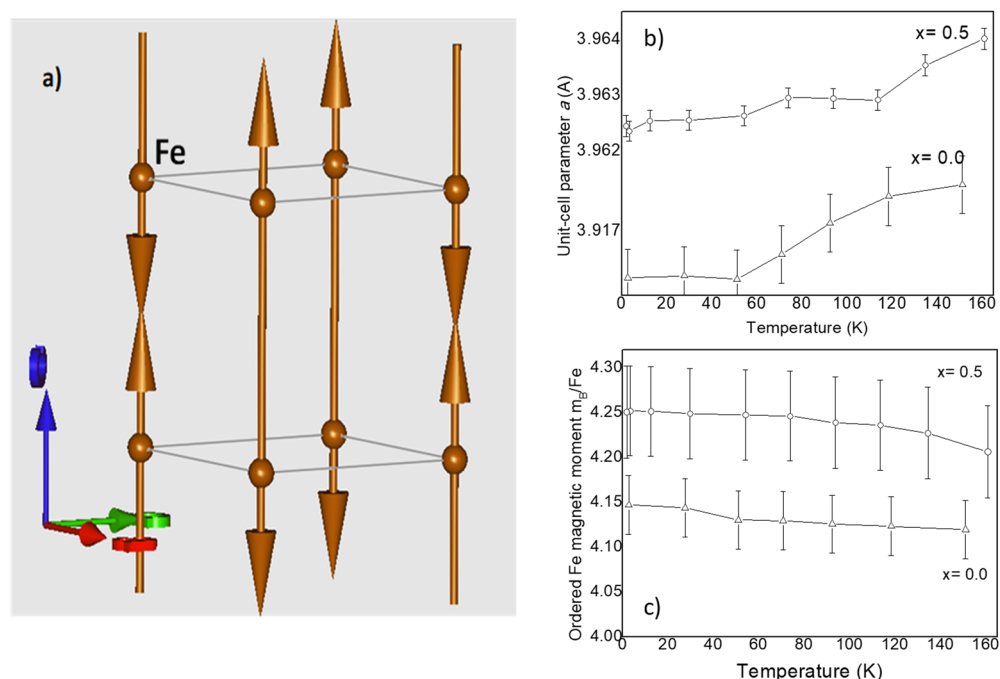 a)
Fe
b)
x= 0.5
x= 0.0
3.964
3.963
3.962
3.917
Unit-cell parameter a (A)
0 20 40 60 80 100 120 140 160
Temperature (K)
x= 0.5
4.30
4.25
4.20
4.15
4.10
4.05
4.00
Ordered Fe magnetic moment mB/Fe
x= 0.0
c)
0 20 40 60 80 100 120 140 160
Temperature (K)